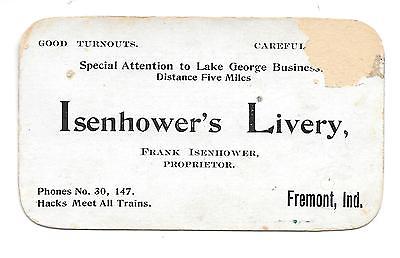 GOOD TURNOUTS. CAREFUL
Special Attention to Lake George Business.
Distance Five Miles
Isenhower's Livery,
FRANK ISENHOWER,
PROPRIETOR.
Phones No. 30, 147.
Hacks Meet All Trains.
Fremont, Ind.